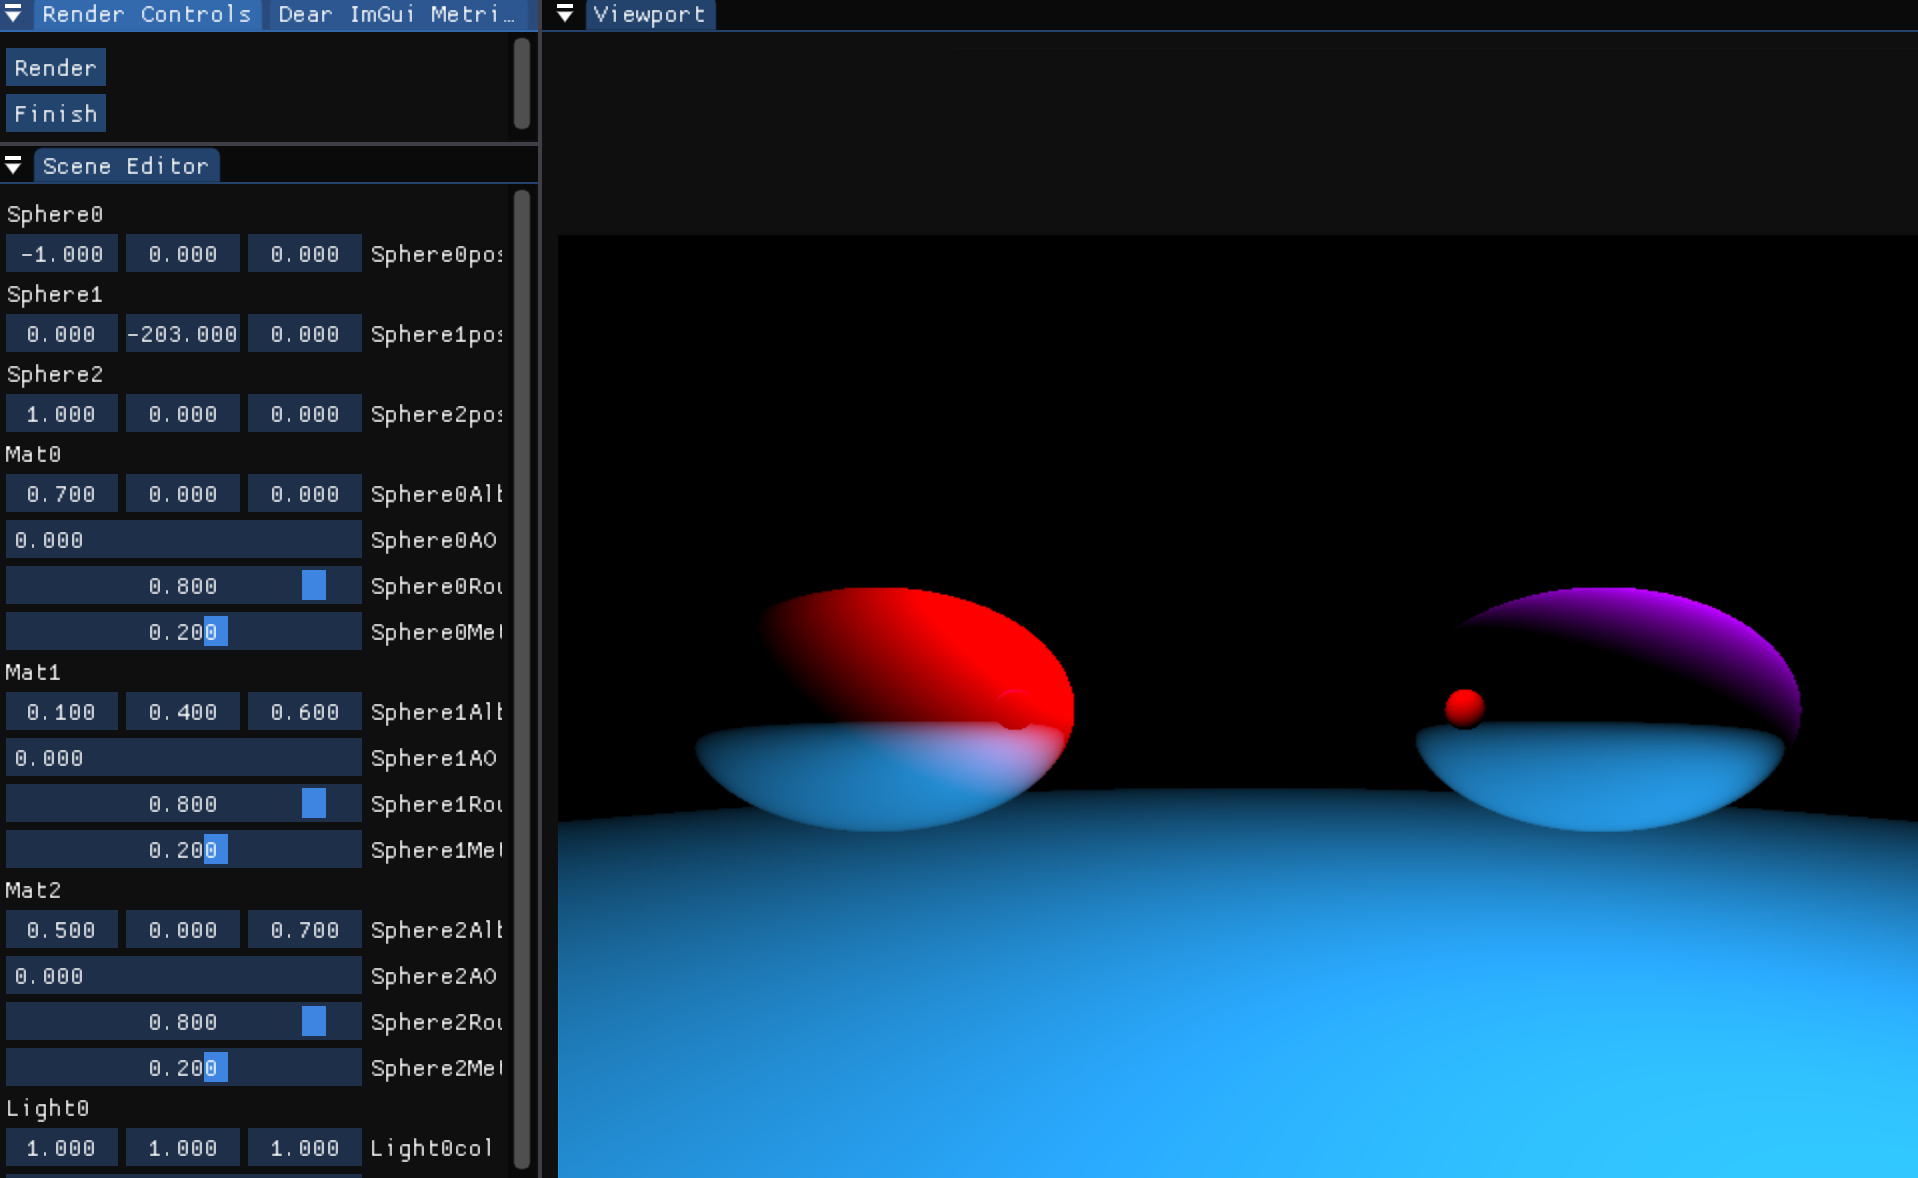 Render Controls
Dear ImGui Metri…
Render
Finish
Scene Editor
Sphere0
-1.000 0.000 0.000 Sphere0pos
Sphere1
0.000 -203.000 0.000 Sphere1pos
Sphere2
1.000 0.000 0.000 Sphere2pos
Mat0
0.700 0.000 0.000 Sphere0Alb
0.000 Sphere0AO
0.800 Sphere0Rou
0.200 Sphere0Met
Mat1
0.100 0.400 0.600 Sphere1Alb
0.000 Sphere1AO
0.800 Sphere1Rou
0.200 Sphere1Met
Mat2
0.500 0.000 0.700 Sphere2Alb
0.000 Sphere2AO
0.800 Sphere2Rou
0.200 Sphere2Met
Light0
1.000 1.000 1.000 Light0col
Viewport